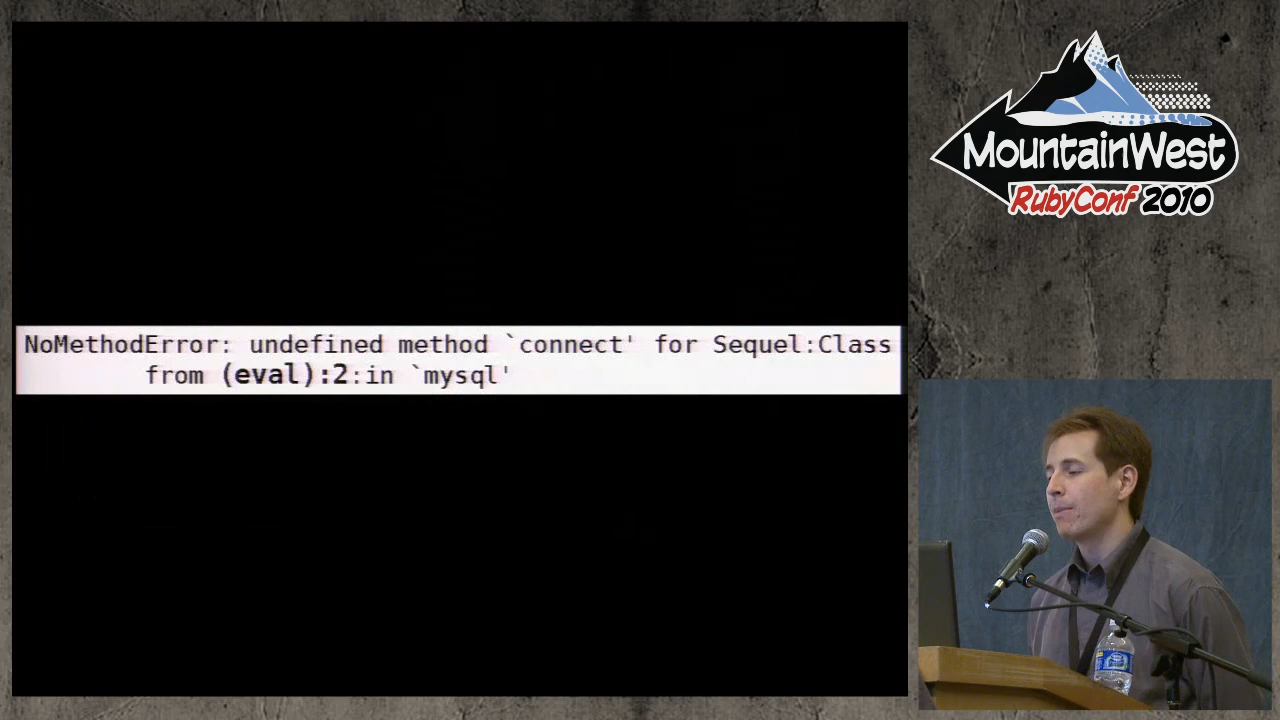 MountainWest
RubyConf 2010
NoMethodError: undefined method `connect' for Sequel:Class
from (eval):2:in `mysql'